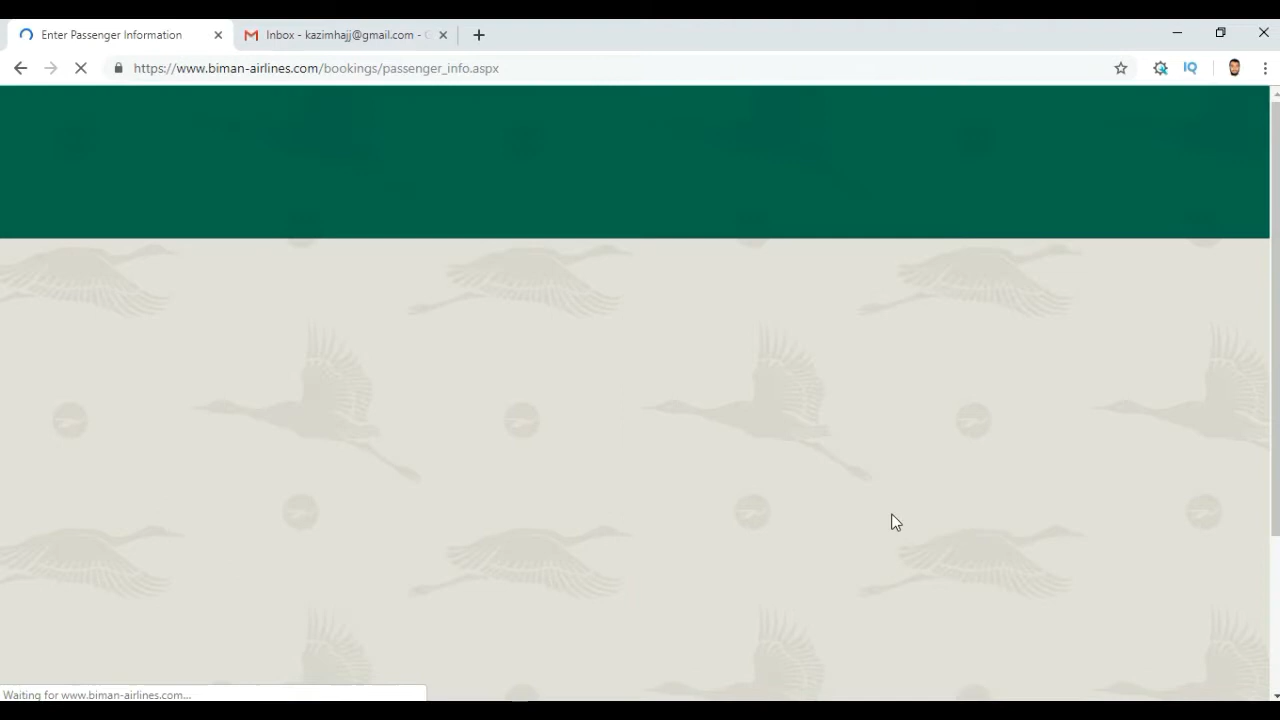 Enter Passenger Information
Inbox - kazimhajj@gmail.com -
https://www.biman-airlines.com/bookings/passenger_info.aspx
IQ
Waiting for www.biman-airlines.com...